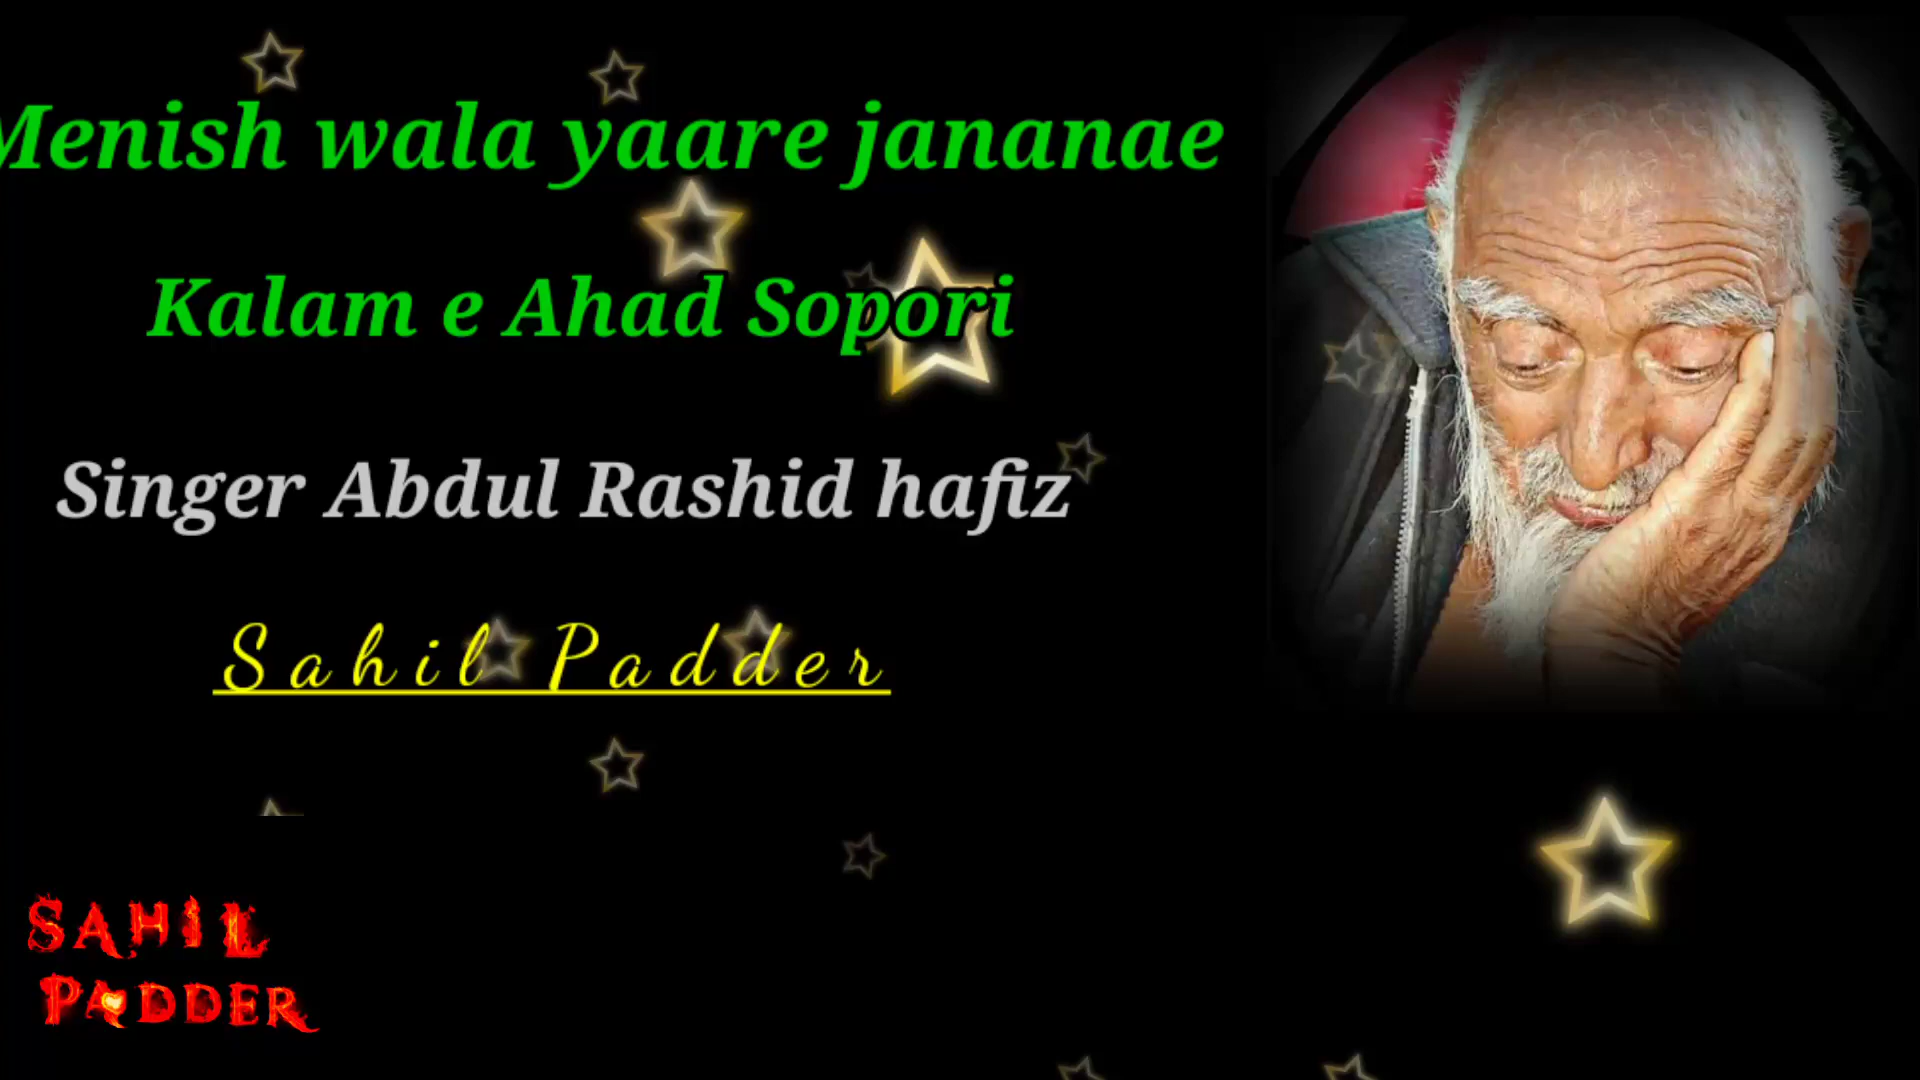 Menish wala yaare jananae
Kalam e Ahad Sopori
Singer Abdul Rashid hafiz
Sahil Padder
SAHIL
PADDER